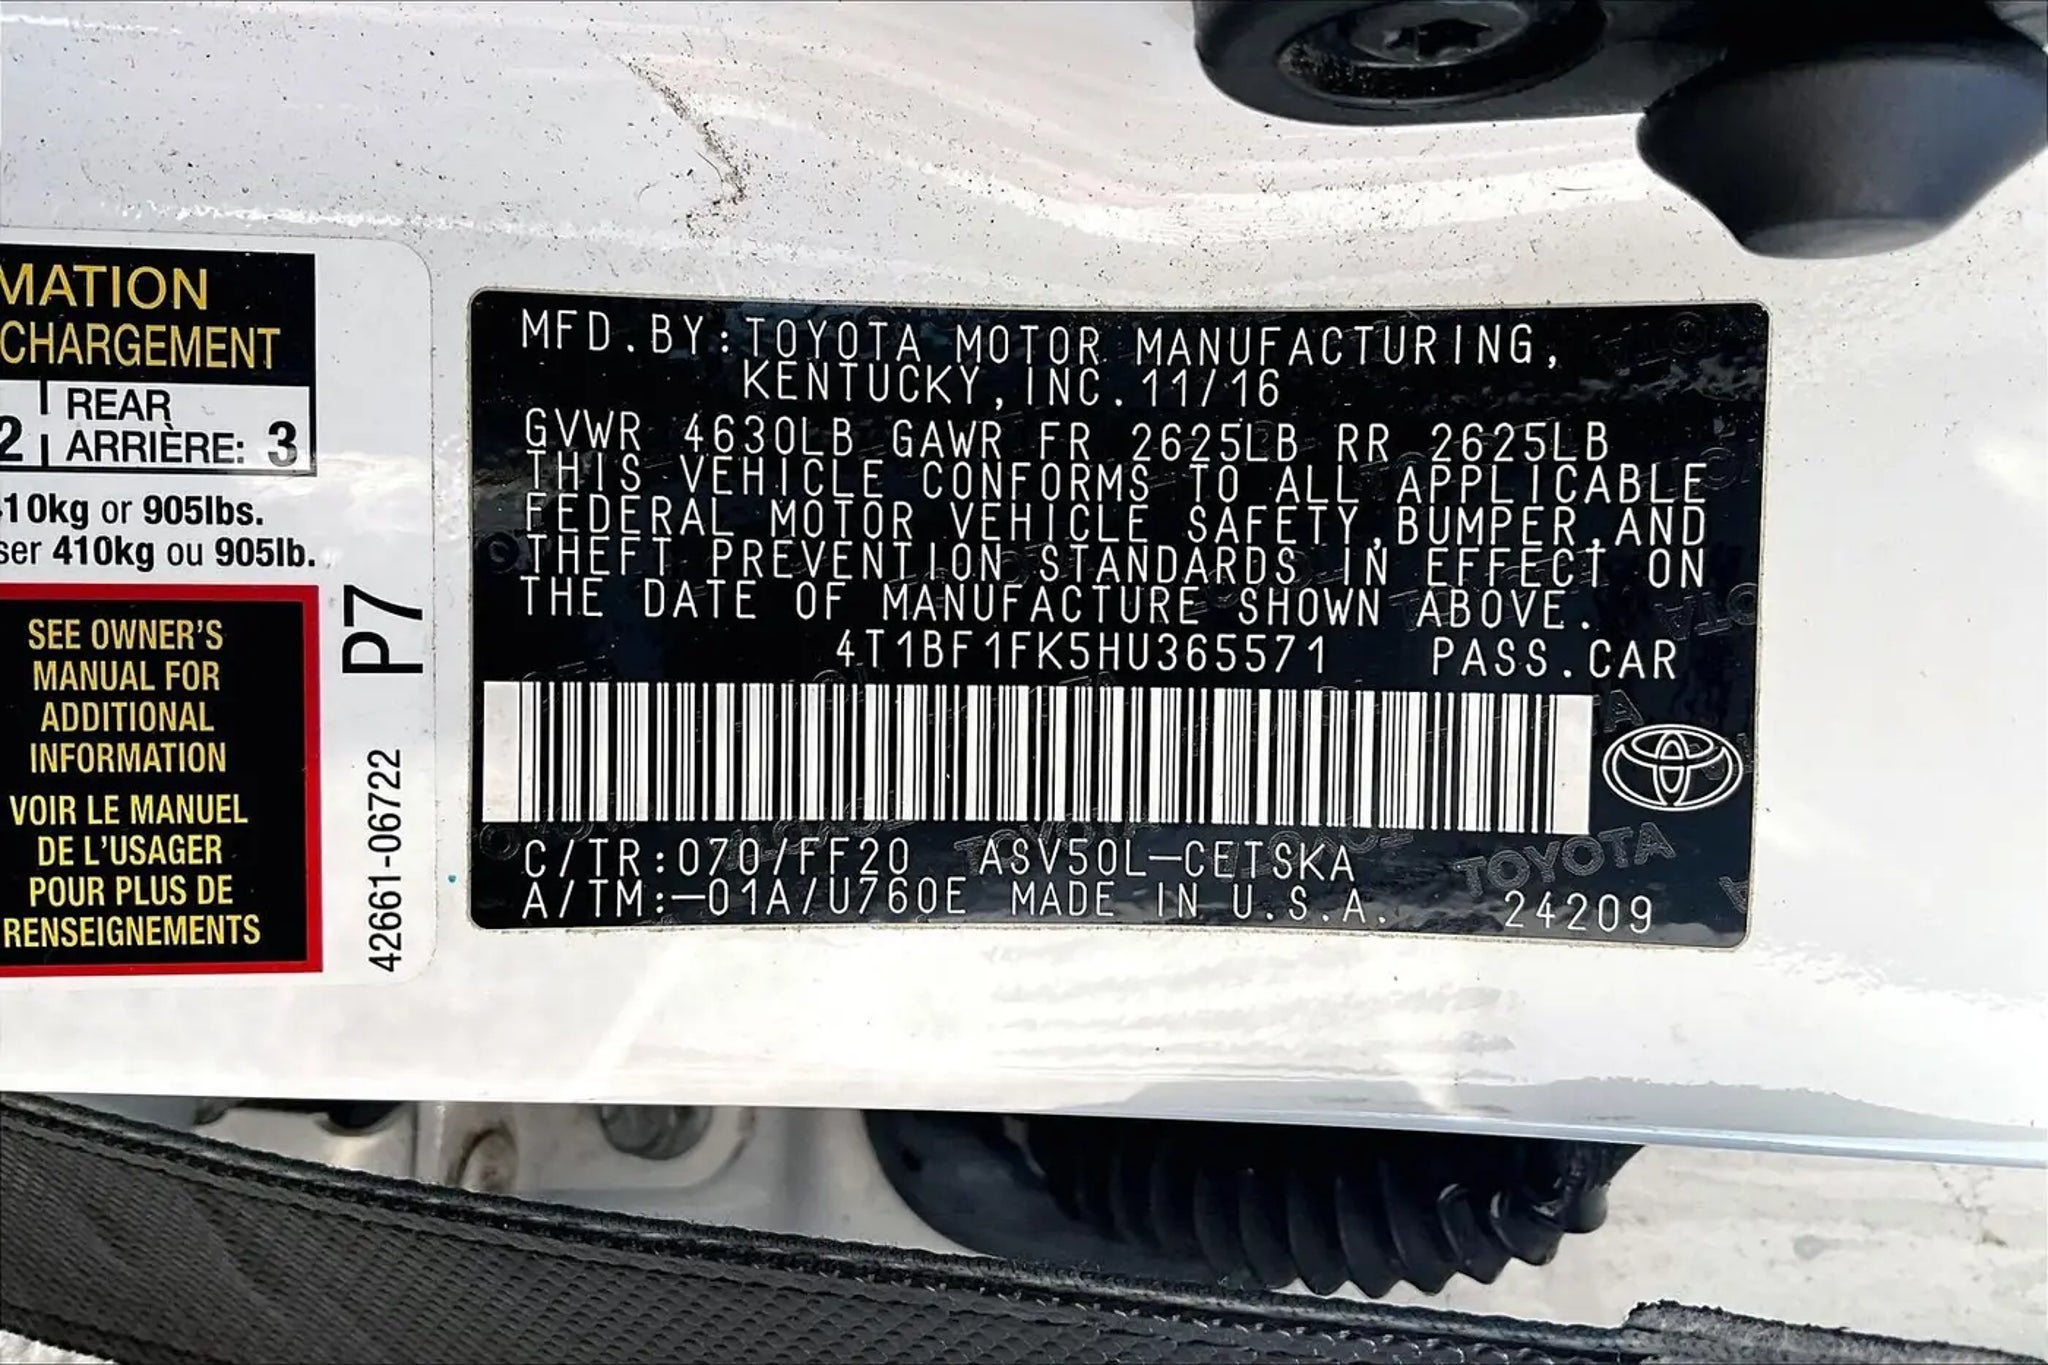 MATION
CHARGEMENT
2 REAR
ARRIÈRE: 3
10kg or 905lbs.
ser 410kg ou 905lb.
SEE OWNER'S
MANUAL FOR
ADDITIONAL
INFORMATION
VOIR LE MANUEL
DE L'USAGER
POUR PLUS DE
RENSEIGNEMENTS
P7
42661-06722
MFD.BY:TOYOTA MOTOR MANUFACTURING,
KENTUCKY,INC.11/16
GVWR 4630LB GAWR FR 2625LB RR 2625LB
THIS VEHICLE CONFORMS TO ALL APPLICABLE
FEDERAL MOTOR VEHICLE SAFETY,BUMPER,AND
THEFT PREVENTION STANDARDS IN EFFECT ON
THE DATE OF MANUFACTURE SHOWN ABOVE.
4T1BF1FK5HU365571 PASS.CAR
C/TR:070/FF20 ASV50L-CETSKA
A/TM:-01A/U760E MADE IN U.S.A. 24209
TOYOTA